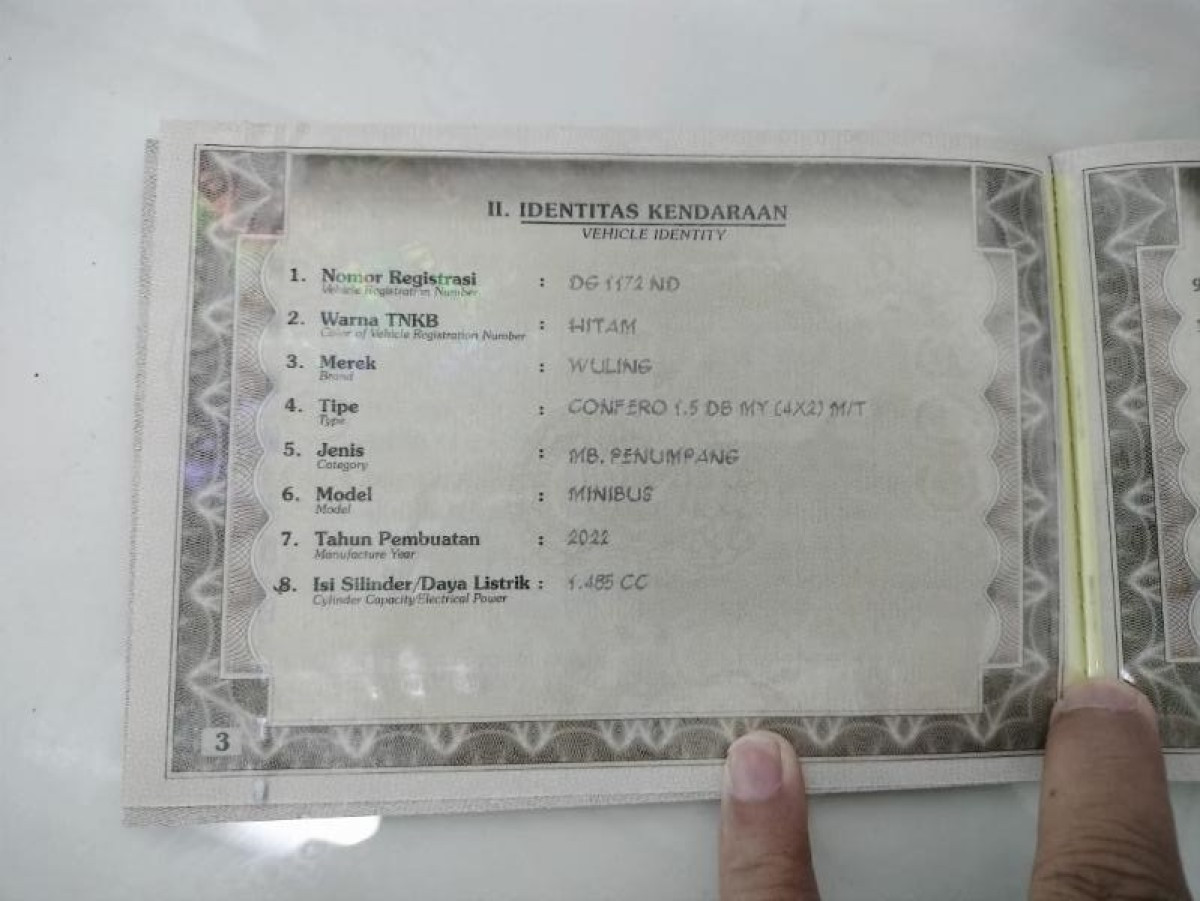 II. IDENTITAS KENDARAAN
VEHICLE IDENTITY
1. Nomor Registrasi : DG 1172 ND
Vehicle Registration Number
2. Warna TNKB : HITAM
Color of Vehicle Registration Number
3. Merek : WULING
Brand
4. Tipe : CONFERO 1.5 DB MY (4X2) M/T
Type
5. Jenis : MB. PENUMPANG
Category
6. Model : MINIBUS
Model
7. Tahun Pembuatan : 2022
Manufacture Year
8. Isi Silinder/Daya Listrik : 1.485 CC
Cylinder Capacity/Electrical Power
3